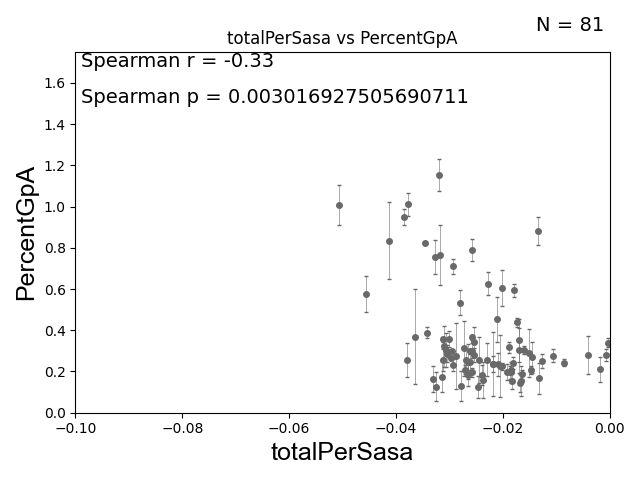 N = 81
totalPerSasa vs PercentGpA
Spearman r = -0.33
Spearman p = 0.003016927505690711
1.6
1.4
1.2
1.0
0.8
0.6
0.4
0.2
0.0
PercentGpA
−0.10 −0.08 −0.06 −0.04 −0.02 0.00
totalPerSasa